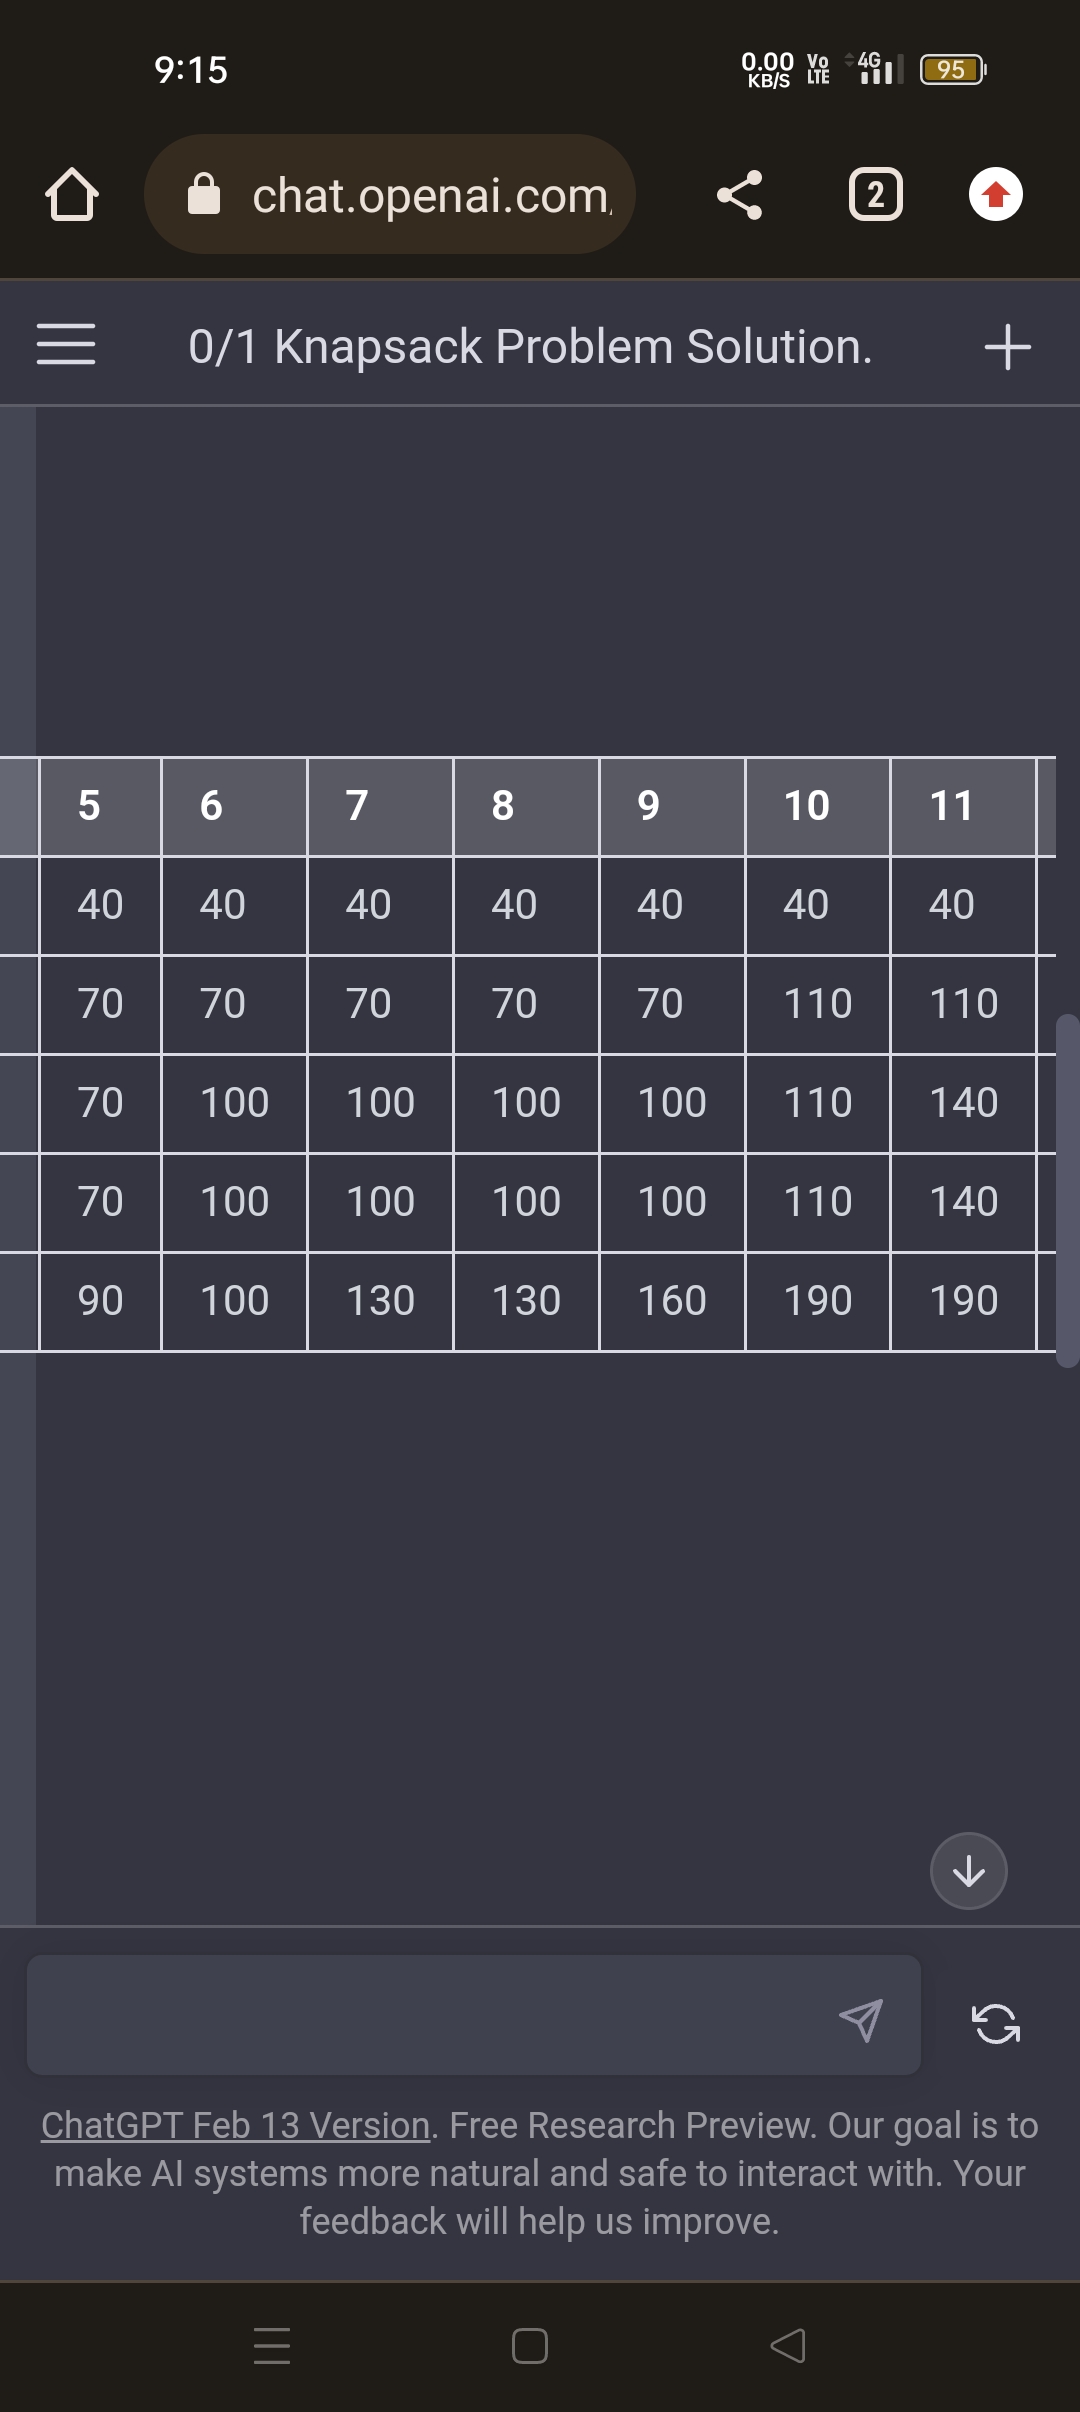 9:15
0.00 KB/S Vo LTE 4G 95
chat.openai.com
2
0/1 Knapsack Problem Solution.
5 6 7 8 9 10 11
40 40 40 40 40 40 40
70 70 70 70 70 110 110
70 100 100 100 100 110 140
70 100 100 100 100 110 140
90 100 130 130 160 190 190
ChatGPT Feb 13 Version. Free Research Preview. Our goal is to
make AI systems more natural and safe to interact with. Your
feedback will help us improve.